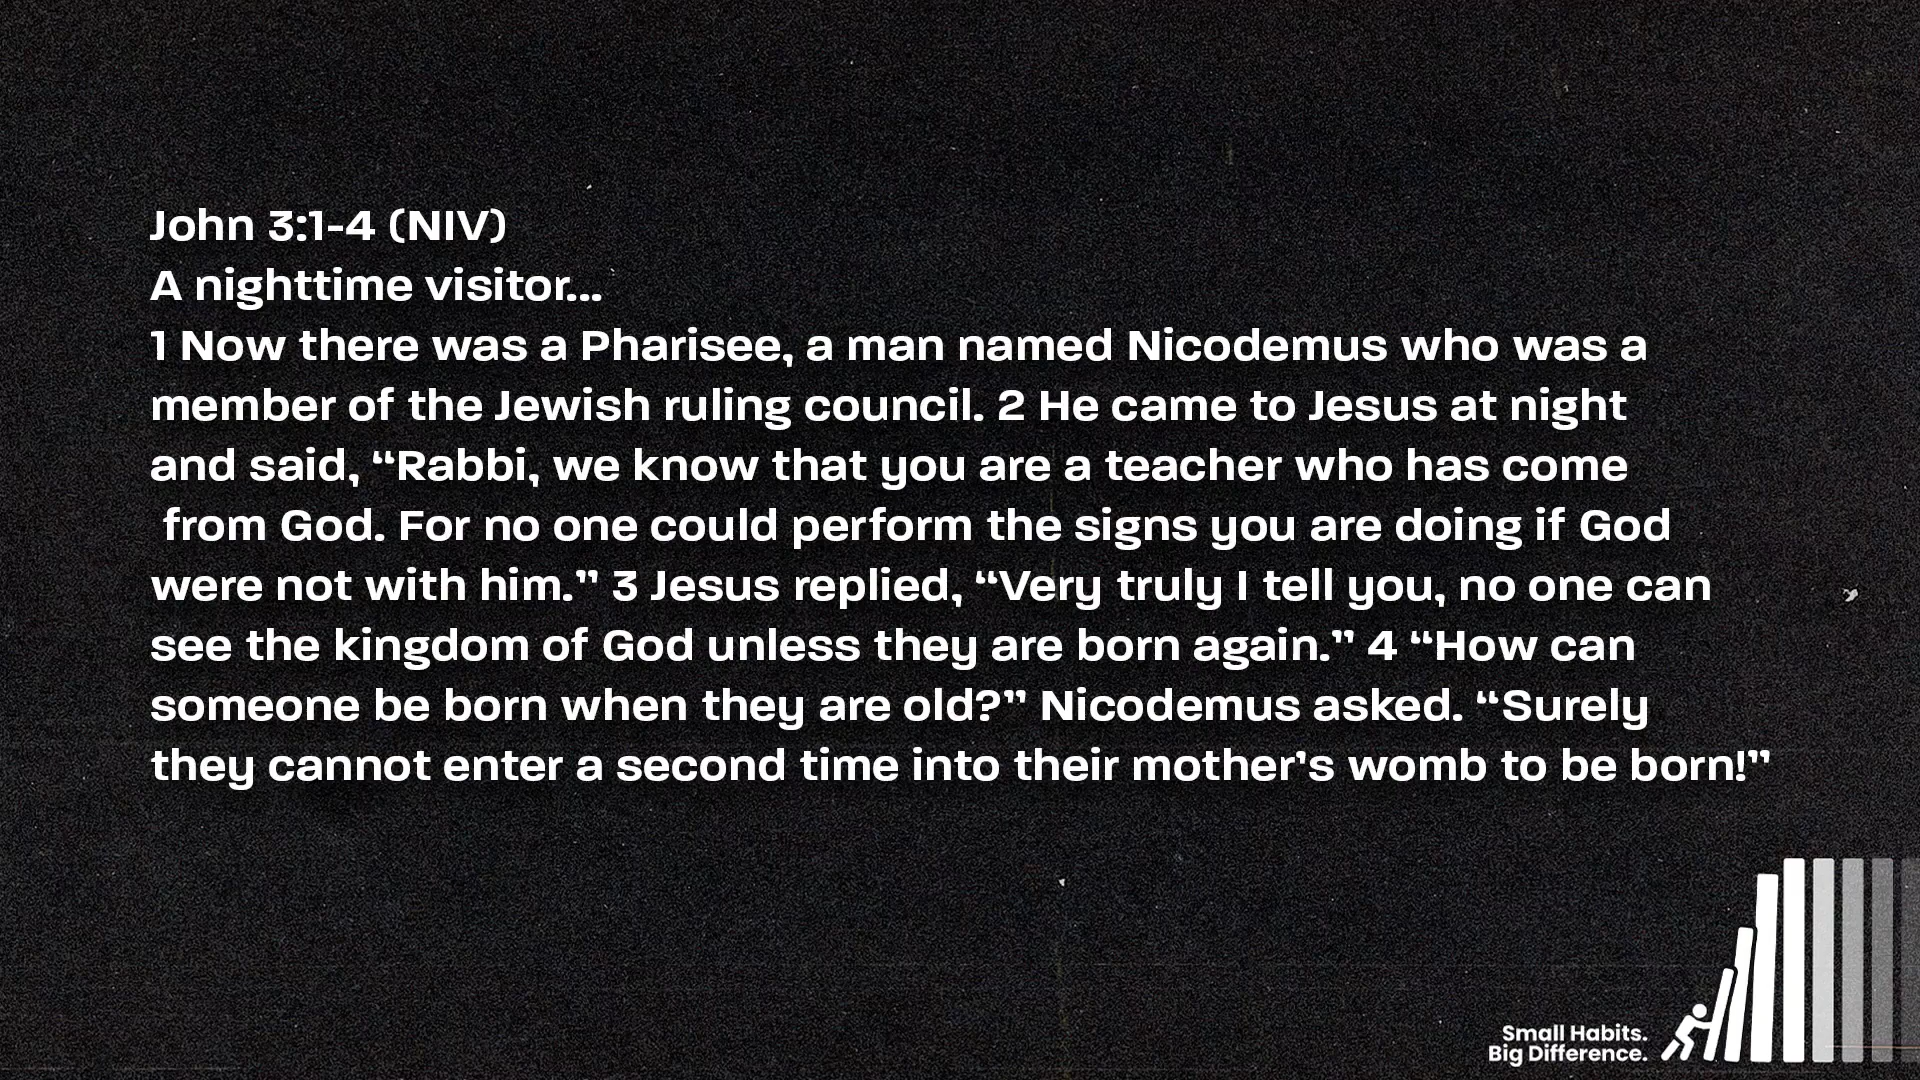 John 3:1-4 (NIV)
A nighttime visitor...
1 Now there was a Pharisee, a man named Nicodemus who was a
member of the Jewish ruling council. 2 He came to Jesus at night
and said, “Rabbi, we know that you are a teacher who has come
from God. For no one could perform the signs you are doing if God
were not with him.” 3 Jesus replied, “Very truly I tell you, no one can
see the kingdom of God unless they are born again.” 4 “How can
someone be born when they are old?” Nicodemus asked. “Surely
they cannot enter a second time into their mother’s womb to be born!”
Small Habits.
Big Difference.